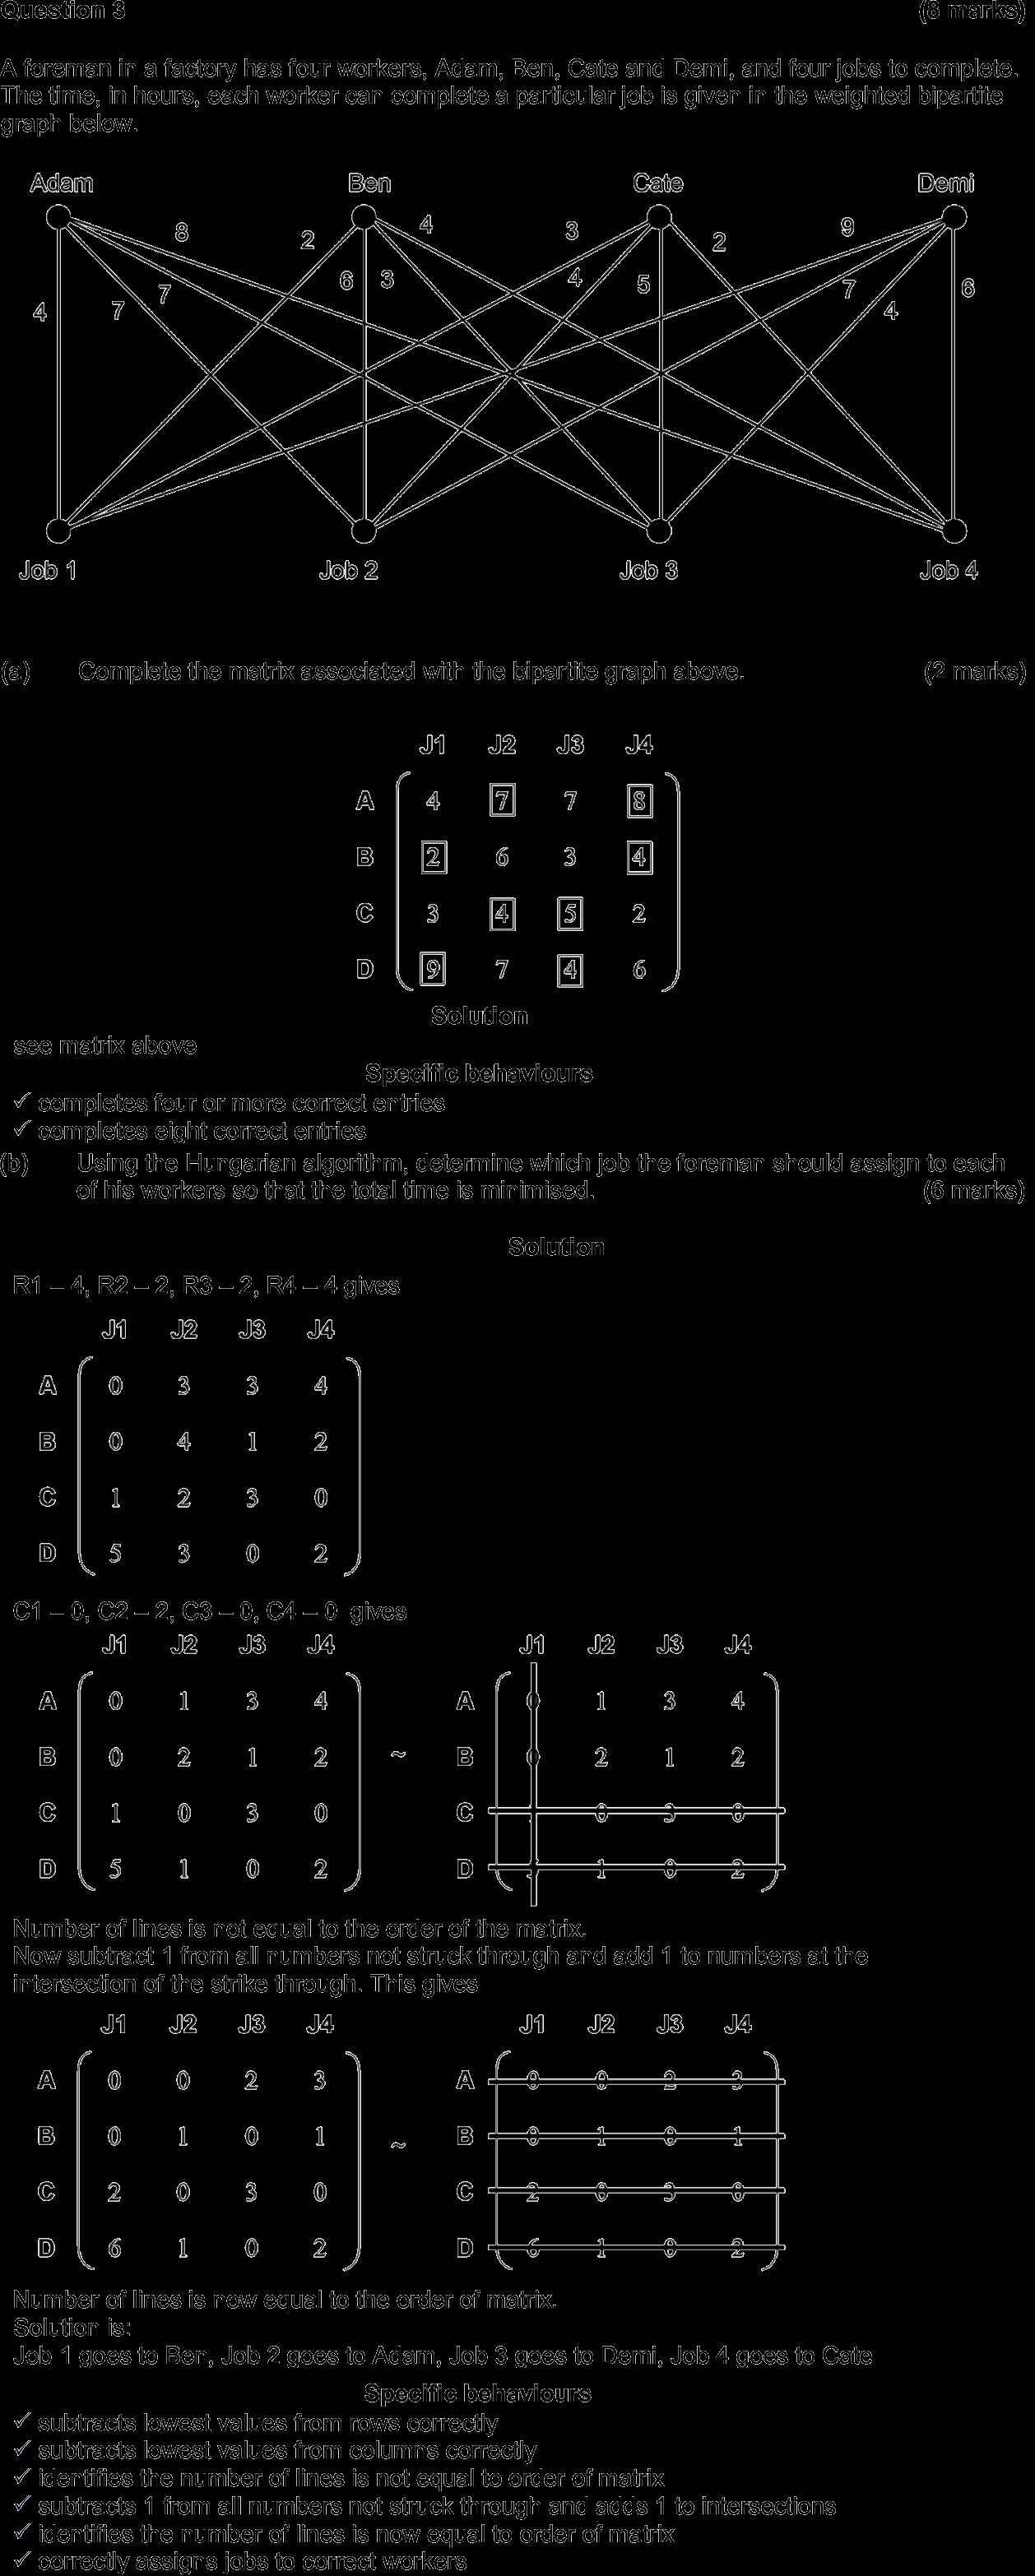 Question 3 (8 marks)
A foreman in a factory has four workers, Adam, Ben, Cate and Demi, and four jobs to complete.
The time, in hours, each worker can complete a particular job is given in the weighted bipartite
graph below.
Adam Ben Cate Demi
8 2 4 3 2 9
4 7 7 6 3 4 5 7 4 6
Job 1 Job 2 Job 3 Job 4
(a) Complete the matrix associated with the bipartite graph above. (2 marks)
J1 J2 J3 J4
A 4 7 7 8
B 2 6 3 4
C 3 4 5 2
D 9 7 4 6
Solution
see matrix above
Specific behaviours
✓ completes four or more correct entries
✓ completes eight correct entries
(b) Using the Hungarian algorithm, determine which job the foreman should assign to each
of his workers so that the total time is minimised. (6 marks)
Solution
R1 – 4, R2 – 2, R3 – 2, R4 – 4 gives
J1 J2 J3 J4
A 0 3 3 4
B 0 4 1 2
C 1 2 3 0
D 5 3 0 2
C1 – 0, C2 – 2, C3 – 0, C4 – 0 gives
J1 J2 J3 J4 J1 J2 J3 J4
A 0 1 3 4 A 0 1 3 4
B 0 2 1 2 ~ B 0 2 1 2
C 1 0 3 0 C 0 3 0
D 5 1 0 2 D 1 0 2
Number of lines is not equal to the order of the matrix.
Now subtract 1 from all numbers not struck through and add 1 to numbers at the
intersection of the strike through. This gives
J1 J2 J3 J4 J1 J2 J3 J4
A 0 0 2 3 A 0 0 2 3
B 0 1 0 1 ~ B 0 1 0 1
C 2 0 3 0 C 2 0 3 0
D 6 1 0 2 D 6 1 0 2
Number of lines is now equal to the order of matrix.
Solution is:
Job 1 goes to Ben, Job 2 goes to Adam, Job 3 goes to Demi, Job 4 goes to Cate
Specific behaviours
✓ subtracts lowest values from rows correctly
✓ subtracts lowest values from columns correctly
✓ identifies the number of lines is not equal to order of matrix
✓ subtracts 1 from all numbers not struck through and adds 1 to intersections
✓ identifies the number of lines is now equal to order of matrix
✓ correctly assigns jobs to correct workers